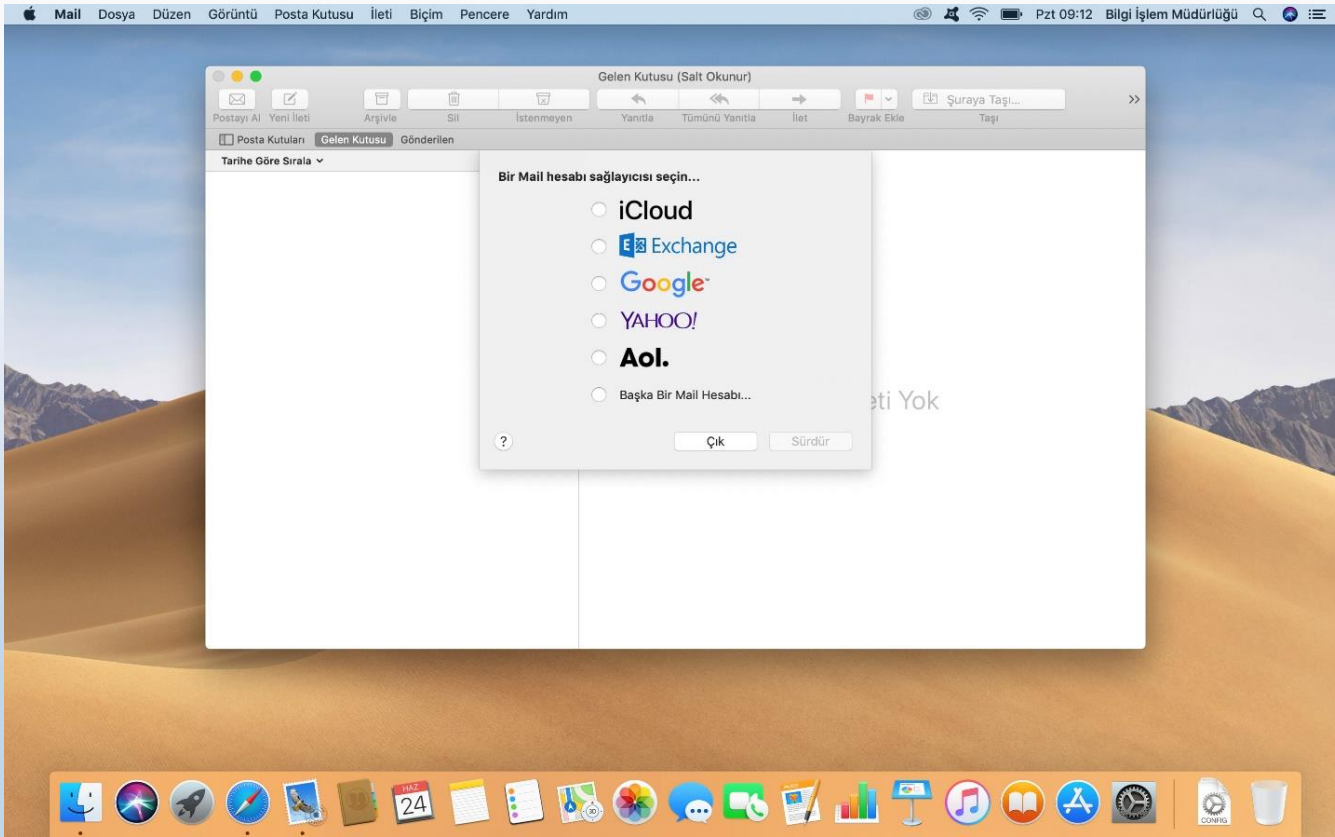 Mail Dosya Düzen Görüntü Posta Kutusu İleti Biçim Pencere Yardım Pzt 09:12 Bilgi İşlem Müdürlüğü
Gelen Kutusu (Salt Okunur)
Suraya Taşı...
Postayı Al Yeni İleti Arşivle Sil İstenmeyen Yanıtla Tümünü Yanıtla İlet Bayrak Ekle Taşı
Posta Kutuları Gelen Kutusu Gönderilen
Tarihe Göre Sırala
Bir Mail hesabı sağlayıcısı seçin...
iCloud
Exchange
Google
YAHOO!
Aol.
Başka Bir Mail Hesabı...
eti Yok
? Çık Sürdür
HAZ
24
CONFIG